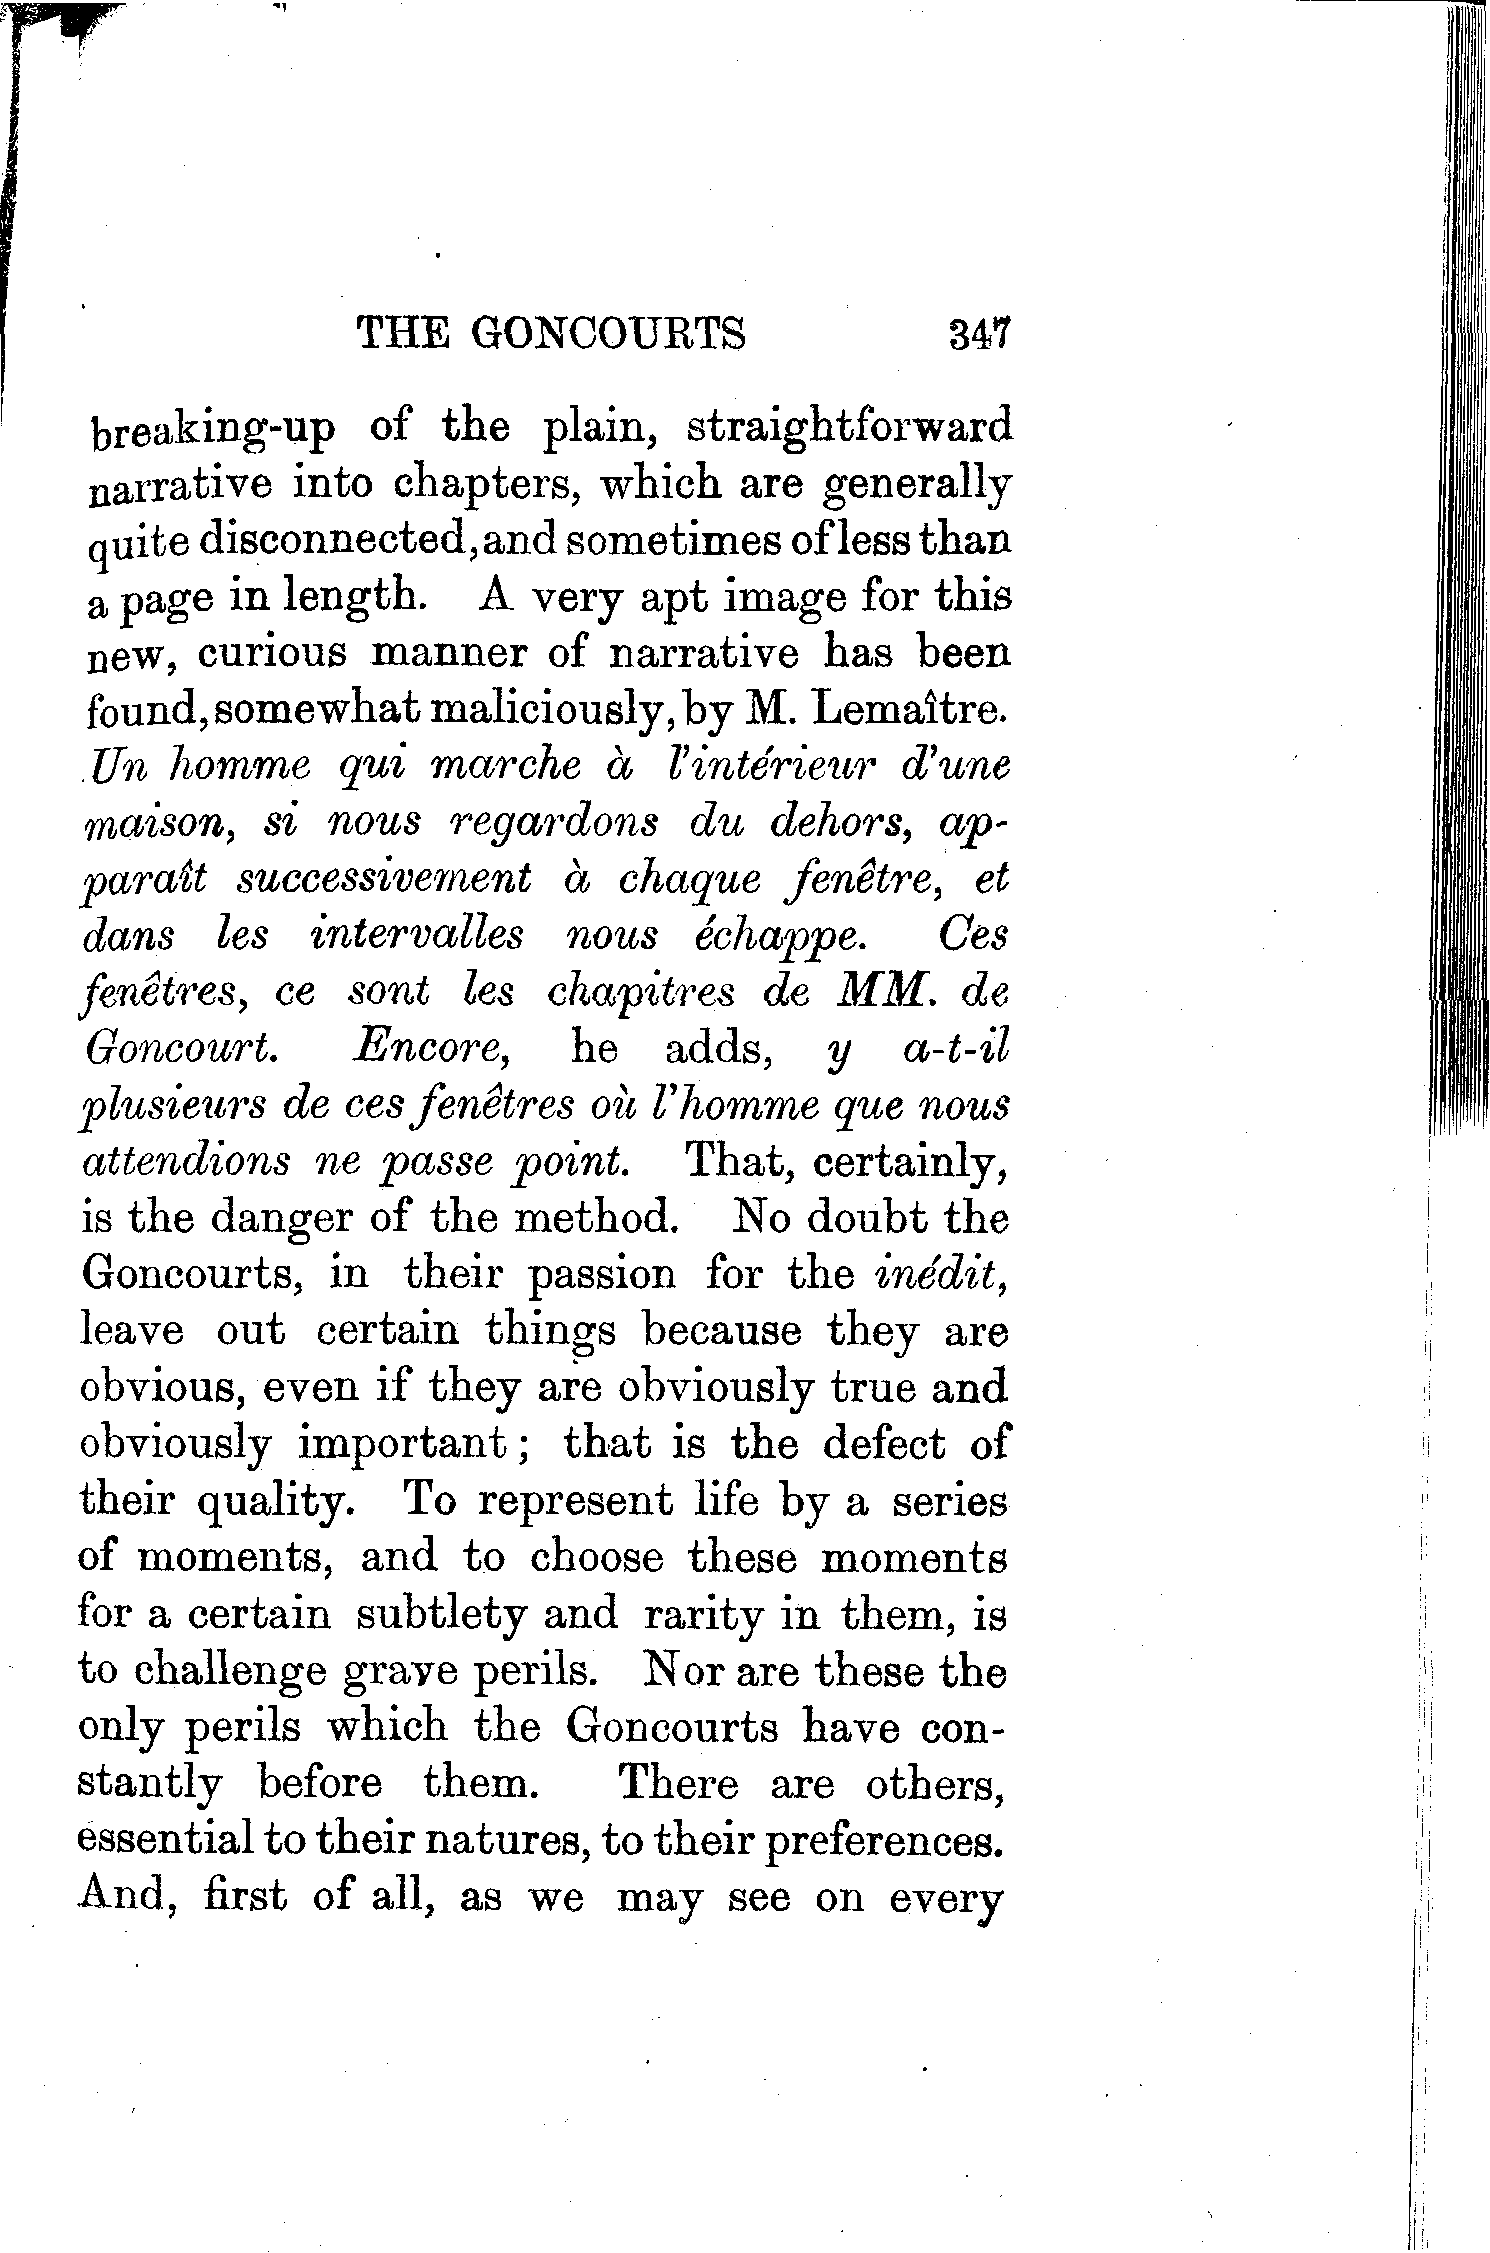 THE GONCOURTS 347
breaking-up of the plain, straightforward
narrative into chapters, which are generally
quite disconnected, and sometimes of less than
a page in length. A very apt image for this
new, curious manner of narrative has been
found, somewhat maliciously, by M. Lemaître.
Un homme qui marche à l'intérieur d'une
maison, si nous regardons du dehors, ap-
paraît successivement à chaque fenêtre, et
dans les intervalles nous échappe. Ces
fenêtres, ce sont les chapitres de MM. de
Goncourt. Encore, he adds, y a-t-il
plusieurs de ces fenêtres où l'homme que nous
attendions ne passe point. That, certainly,
is the danger of the method. No doubt the
Goncourts, in their passion for the inédit,
leave out certain things because they are
obvious, even if they are obviously true and
obviously important; that is the defect of
their quality. To represent life by a series
of moments, and to choose these moments
for a certain subtlety and rarity in them, is
to challenge grave perils. Nor are these the
only perils which the Goncourts have con-
stantly before them. There are others,
essential to their natures, to their preferences.
And, first of all, as we may see on every